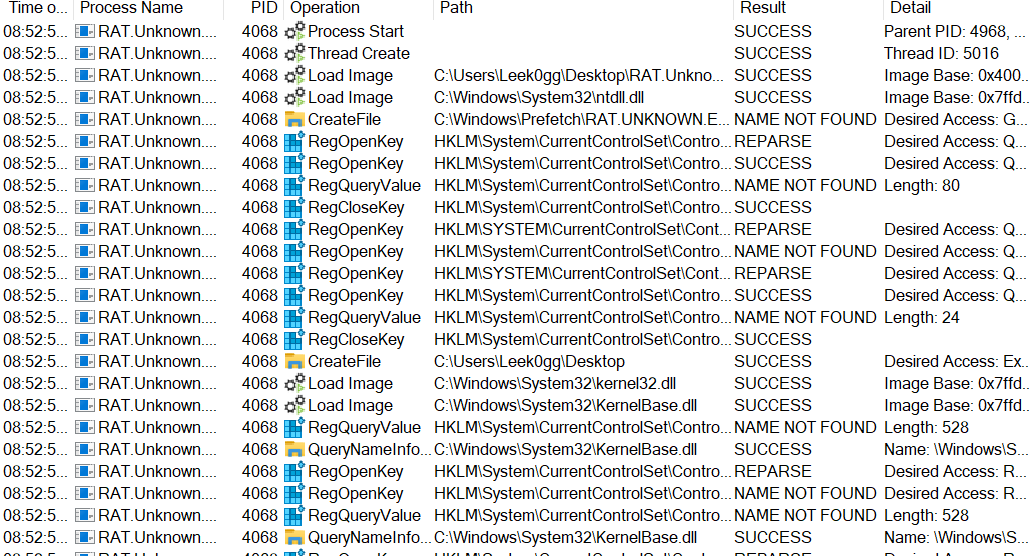 Time o... Process Name PID Operation Path Result Detail
08:52:5... RAT.Unknown.... 4068 Process Start SUCCESS Parent PID: 4968, ...
08:52:5... RAT.Unknown.... 4068 Thread Create SUCCESS Thread ID: 5016
08:52:5... RAT.Unknown.... 4068 Load Image C:\Users\Leek0gg\Desktop\RAT.Unkno... SUCCESS Image Base: 0x400...
08:52:5... RAT.Unknown.... 4068 Load Image C:\Windows\System32\ntdll.dll SUCCESS Image Base: 0x7ffd...
08:52:5... RAT.Unknown.... 4068 CreateFile C:\Windows\Prefetch\RAT.UNKNOWN.E... NAME NOT FOUND Desired Access: G...
08:52:5... RAT.Unknown.... 4068 RegOpenKey HKLM\System\CurrentControlSet\Contro... REPARSE Desired Access: Q...
08:52:5... RAT.Unknown.... 4068 RegOpenKey HKLM\System\CurrentControlSet\Contro... SUCCESS Desired Access: Q...
08:52:5... RAT.Unknown.... 4068 RegQueryValue HKLM\System\CurrentControlSet\Contro... NAME NOT FOUND Length: 80
08:52:5... RAT.Unknown.... 4068 RegCloseKey HKLM\System\CurrentControlSet\Contro... SUCCESS
08:52:5... RAT.Unknown.... 4068 RegOpenKey HKLM\SYSTEM\CurrentControlSet\Cont... REPARSE Desired Access: Q...
08:52:5... RAT.Unknown.... 4068 RegOpenKey HKLM\System\CurrentControlSet\Contro... NAME NOT FOUND Desired Access: Q...
08:52:5... RAT.Unknown.... 4068 RegOpenKey HKLM\SYSTEM\CurrentControlSet\Cont... REPARSE Desired Access: Q...
08:52:5... RAT.Unknown.... 4068 RegOpenKey HKLM\System\CurrentControlSet\Contro... SUCCESS Desired Access: Q...
08:52:5... RAT.Unknown.... 4068 RegQueryValue HKLM\System\CurrentControlSet\Contro... NAME NOT FOUND Length: 24
08:52:5... RAT.Unknown.... 4068 RegCloseKey HKLM\System\CurrentControlSet\Contro... SUCCESS
08:52:5... RAT.Unknown.... 4068 CreateFile C:\Users\Leek0gg\Desktop SUCCESS Desired Access: Ex...
08:52:5... RAT.Unknown.... 4068 Load Image C:\Windows\System32\kernel32.dll SUCCESS Image Base: 0x7ffd...
08:52:5... RAT.Unknown.... 4068 Load Image C:\Windows\System32\KernelBase.dll SUCCESS Image Base: 0x7ffd...
08:52:5... RAT.Unknown.... 4068 RegQueryValue HKLM\System\CurrentControlSet\Contro... NAME NOT FOUND Length: 528
08:52:5... RAT.Unknown.... 4068 QueryNameInfo... C:\Windows\System32\KernelBase.dll SUCCESS Name: \Windows\S...
08:52:5... RAT.Unknown.... 4068 RegOpenKey HKLM\System\CurrentControlSet\Contro... REPARSE Desired Access: R...
08:52:5... RAT.Unknown.... 4068 RegOpenKey HKLM\System\CurrentControlSet\Contro... NAME NOT FOUND Desired Access: R...
08:52:5... RAT.Unknown.... 4068 RegQueryValue HKLM\System\CurrentControlSet\Contro... NAME NOT FOUND Length: 528
08:52:5... RAT.Unknown.... 4068 QueryNameInfo... C:\Windows\System32\KernelBase.dll SUCCESS Name: \Windows\S...